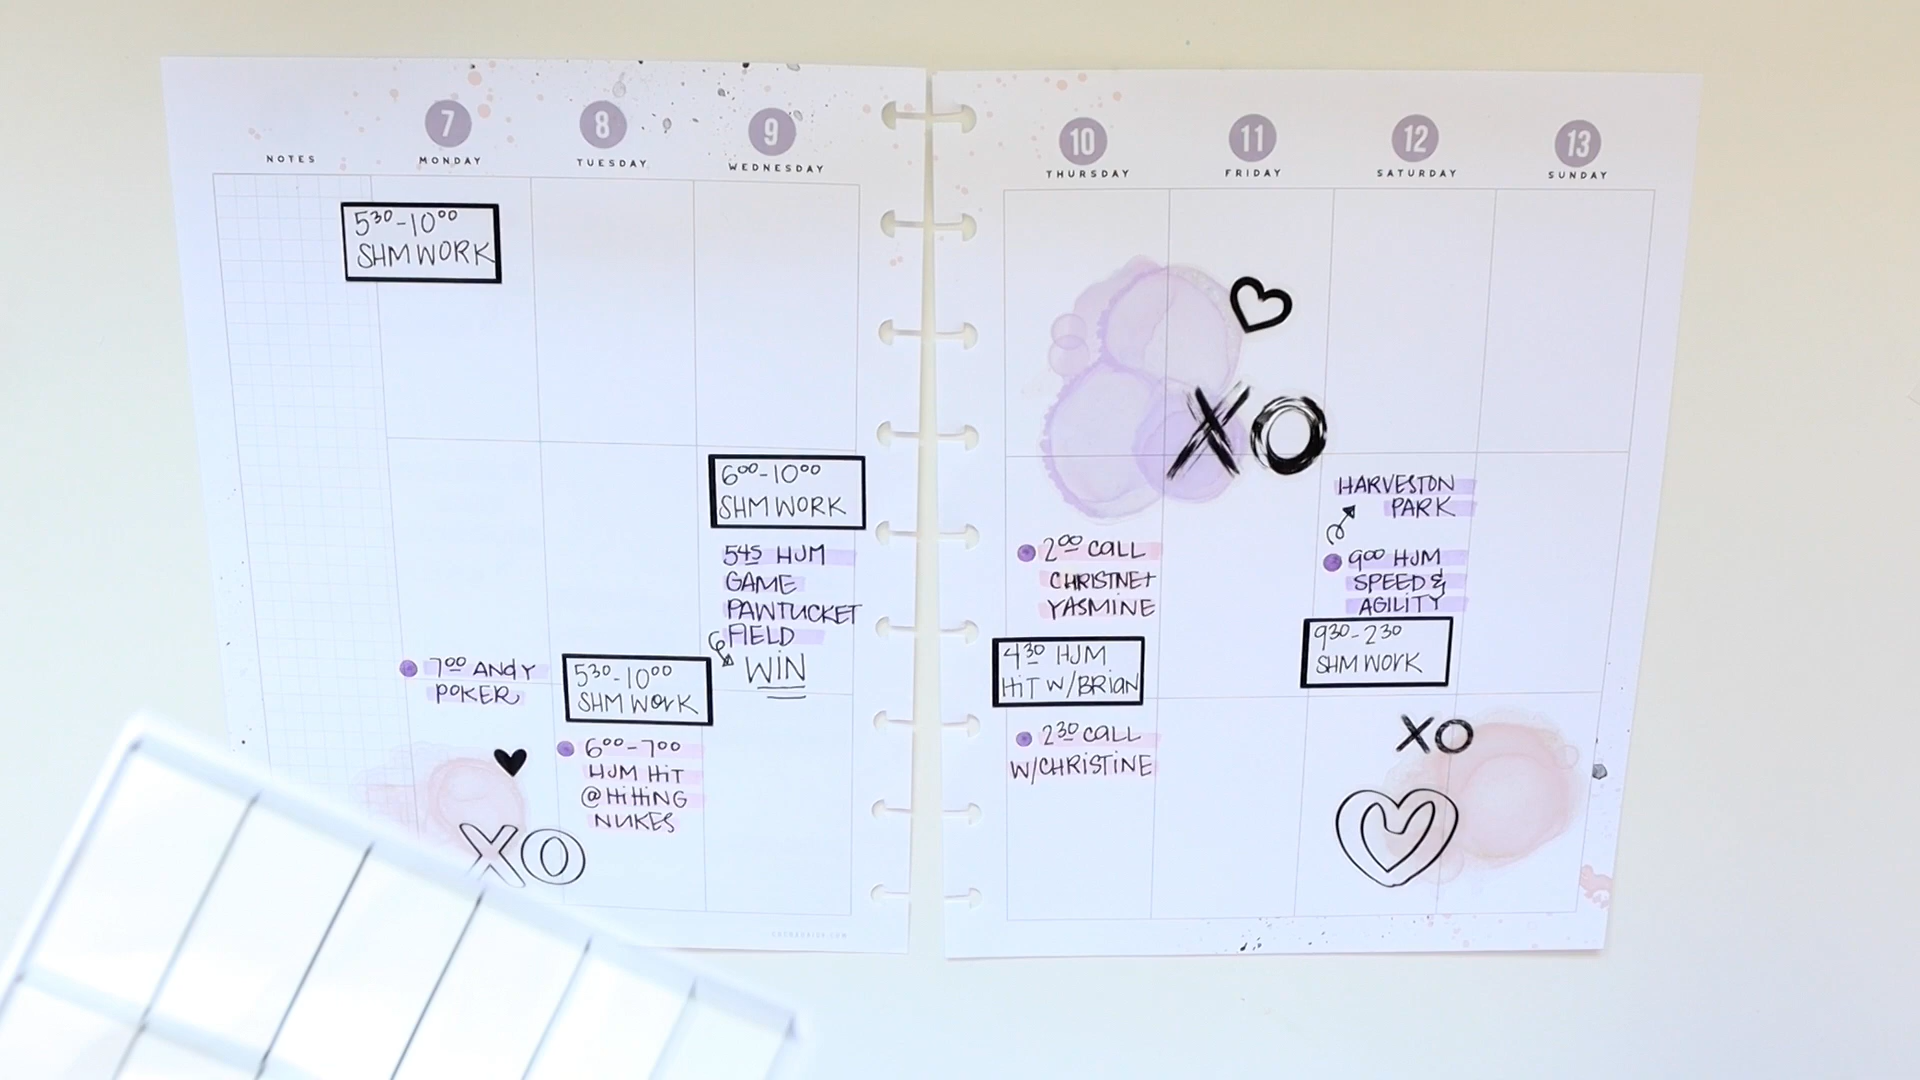 NOTES
7
MONDAY
8
TUESDAY
9
WEDNESDAY
10
THURSDAY
11
FRIDAY
12
SATURDAY
13
SUNDAY
530-1000
SHM WORK
700 ANDY
POKER
XO
530-1000
SHM WORK
600-700
HJM HIT
@ HITTING
NUKES
600-1000
SHM WORK
545 HJM
GAME
PAWTUCKET
FIELD
WIN
XO
200 CALL
CHRISTNE+
YASMINE
430 HJM
HIT W/BRIAN
230 CALL
W/CHRISTINE
HARVESTON
PARK
900 HJM
SPEED &
AGILITY
930-230
SHM WORK
XO